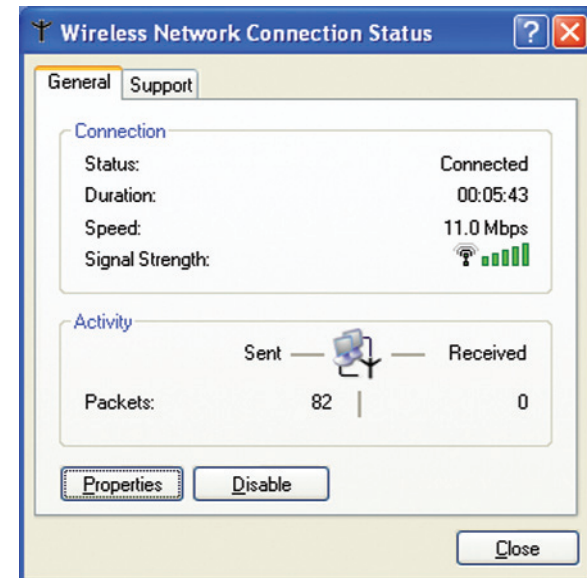 Wireless Network Connection Status
General Support
Connection
Status: Connected
Duration: 00:05:43
Speed: 11.0 Mbps
Signal Strength:
Activity
Sent Received
Packets: 82 0
Properties Disable
Close